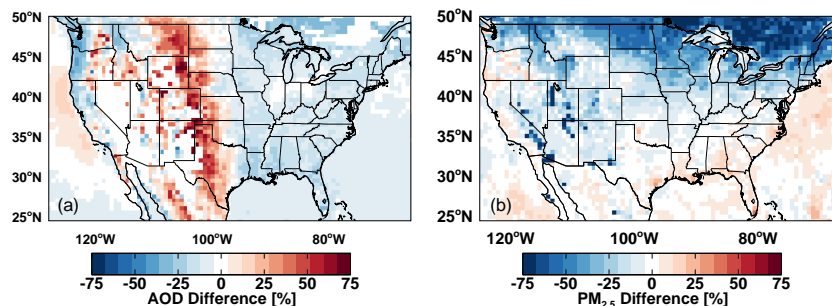 50°N
45°N
40°N
35°N
30°N
25°N
(a)
120°W 100°W 80°W
-75 -50 -25 0 25 50 75
AOD Difference [%]
50°N
45°N
40°N
35°N
30°N
25°N
(b)
120°W 100°W 80°W
-75 -50 -25 0 25 50 75
PM2.5 Difference [%]